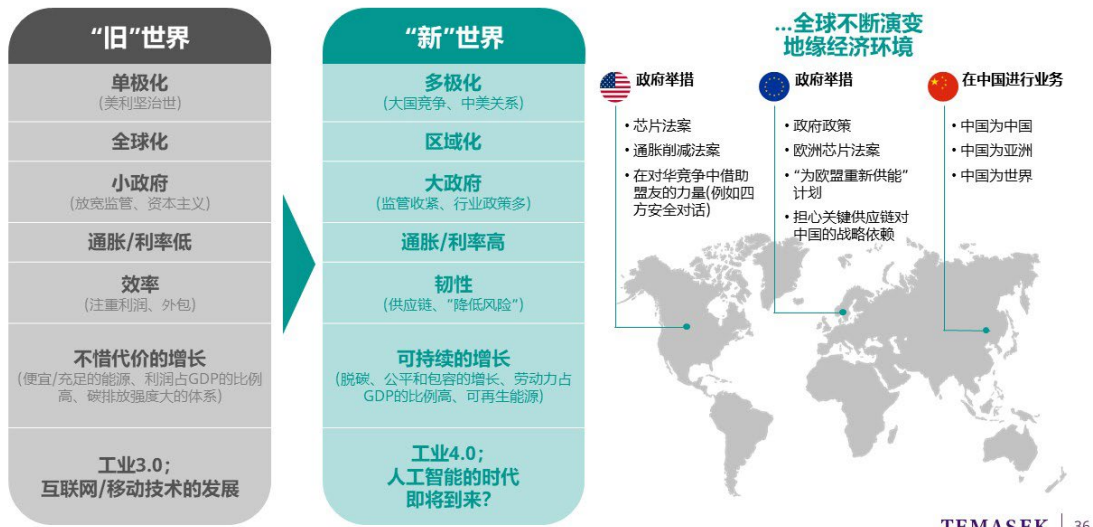 “旧”世界
单极化
(美利坚治世)
全球化
小政府
(放宽监管、资本主义)
通胀/利率低
效率
(注重利润、外包)
不惜代价的增长
(便宜/充足的能源、利润占GDP的比例
高、碳排放强度大的体系)
工业3.0；
互联网/移动技术的发展
“新”世界
多极化
(大国竞争、中美关系)
区域化
大政府
(监管收紧、行业政策多)
通胀/利率高
韧性
(供应链、“降低风险”)
可持续的增长
(脱碳、公平和包容的增长、劳动力占
GDP的比例高、可再生能源)
工业4.0；
人工智能的时代
即将到来?
...全球不断演变
地缘经济环境
政府举措
• 芯片法案
• 通胀削减法案
• 在对华竞争中借助
盟友的力量(例如四
方安全对话)
政府举措
• 政府政策
• 欧洲芯片法案
• “为欧盟重新供能”
计划
• 担心关键供应链对
中国的战略依赖
在中国进行业务
• 中国为中国
• 中国为亚洲
• 中国为世界
TEMASEK | 36